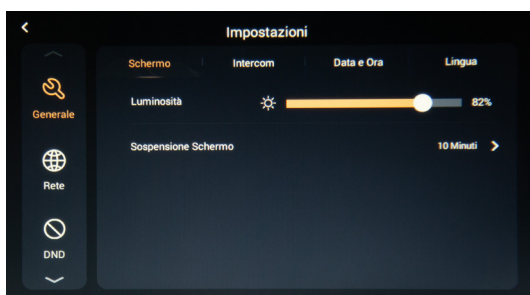 Impostazioni
Schermo Intercom Data e Ora Lingua
Generale
Luminosità 82%
Sospensione Schermo 10 Minuti
Rete
DND